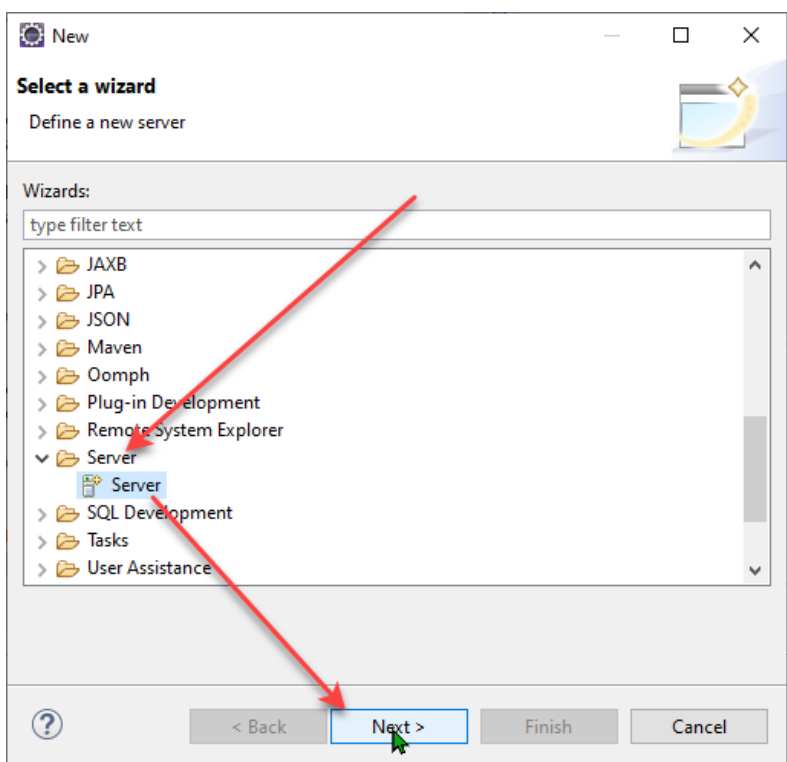 New
Select a wizard
Define a new server
Wizards:
type filter text
JAXB
JPA
JSON
Maven
Oomph
Plug-in Development
Remote System Explorer
Server
Server
SQL Development
Tasks
User Assistance
? < Back Next > Finish Cancel